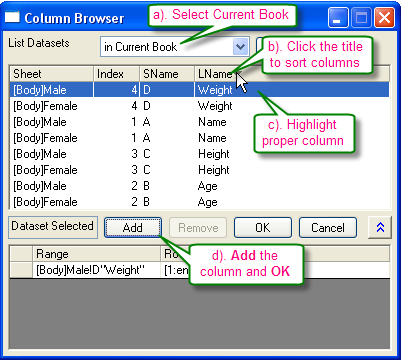 Column Browser
a). Select Current Book
List Datasets
in Current Book
b). Click the title
to sort columns
Sheet Index SName LName
[Body]Male 4 D Weight
[Body]Female 4 D Weight
[Body]Male 1 A Name
[Body]Female 1 A Name
[Body]Male 3 C Height
[Body]Female 3 C Height
[Body]Male 2 B Age
[Body]Female 2 B Age
c). Highlight
proper column
Dataset Selected Add Remove OK Cancel
Range
[Body]Male!D"Weight" [1:en
d). Add the
column and OK